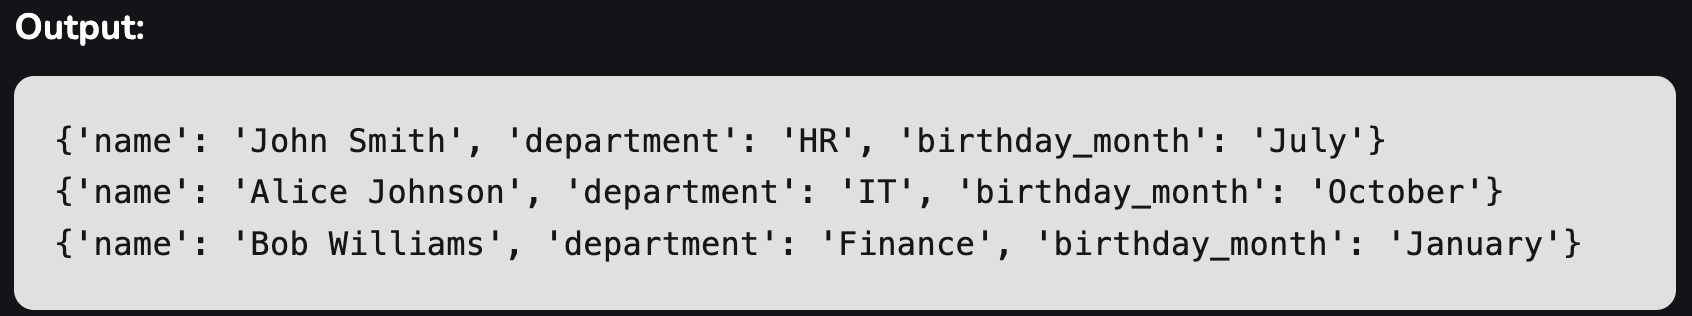 Output:
{'name': 'John Smith', 'department': 'HR', 'birthday_month': 'July'}
{'name': 'Alice Johnson', 'department': 'IT', 'birthday_month': 'October'}
{'name': 'Bob Williams', 'department': 'Finance', 'birthday_month': 'January'}